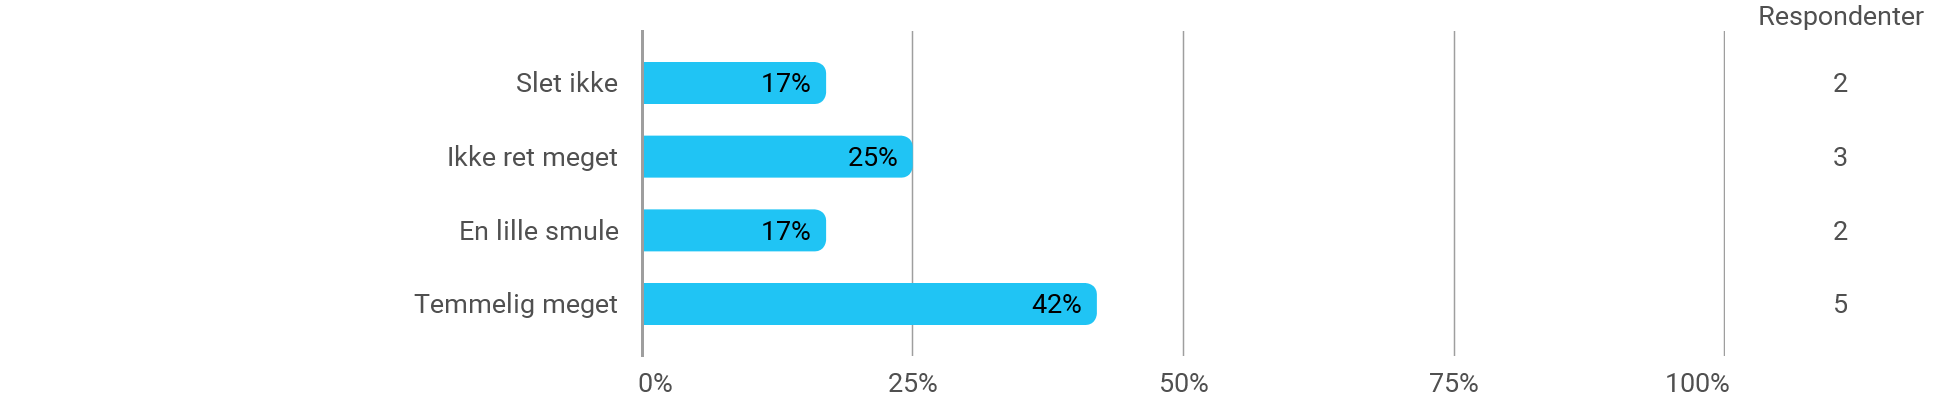 Respondenter
Slet ikke 17% 2
Ikke ret meget 25% 3
En lille smule 17% 2
Temmelig meget 42% 5
0% 25% 50% 75% 100%